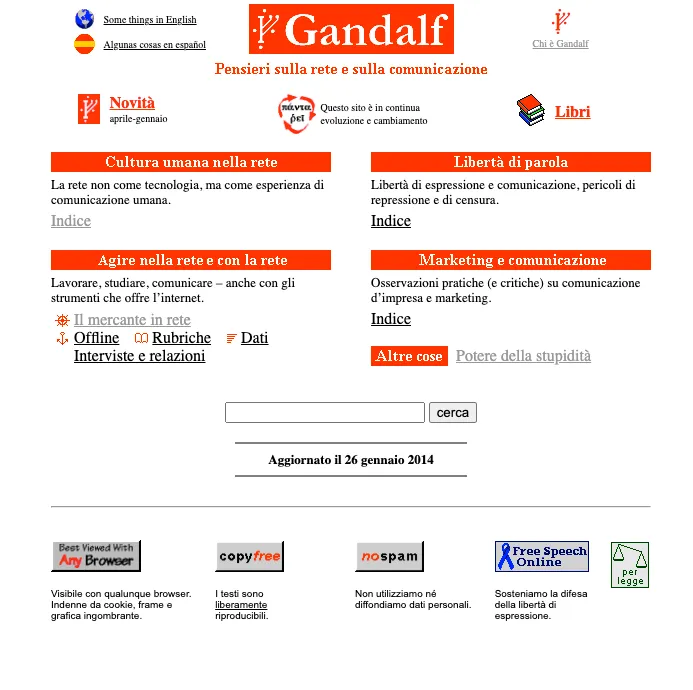 Some things in English
Algunas cosas en español
Gandalf
Chi è Gandalf
Pensieri sulla rete e sulla comunicazione
Novità
aprile-gennaio
πάντα
ῥεῖ
Questo sito è in continua
evoluzione e cambiamento
Libri
Cultura umana nella rete
La rete non come tecnologia, ma come esperienza di
comunicazione umana.
Indice
Libertà di parola
Libertà di espressione e comunicazione, pericoli di
repressione e di censura.
Indice
Agire nella rete e con la rete
Lavorare, studiare, comunicare – anche con gli
strumenti che offre l’internet.
Il mercante in rete
Offline Rubriche Dati
Interviste e relazioni
Marketing e comunicazione
Osservazioni pratiche (e critiche) su comunicazione
d’impresa e marketing.
Indice
Altre cose Potere della stupidità
cerca
Aggiornato il 26 gennaio 2014
Best Viewed With
Any Browser
Visibile con qualunque browser.
Indenne da cookie, frame e
grafica ingombrante.
copyfree
I testi sono
liberamente
riproducibili.
nospam
Non utilizziamo né
diffondiamo dati personali.
Free Speech
Online
Sosteniamo la difesa
della libertà di
espressione.
per
legge